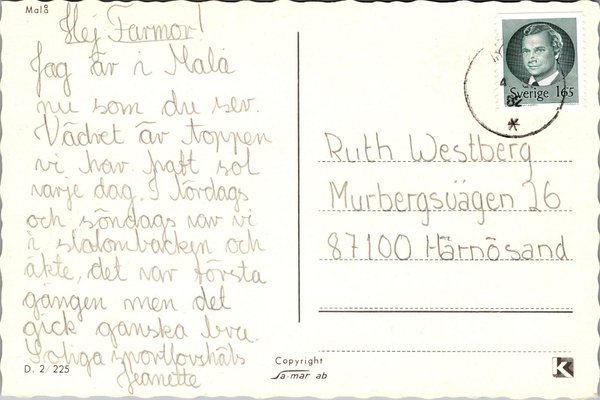 Malå
Hej Farmor!
Jag är i Malå
nu som du ser.
Vädret är toppen
vi har haft sol
varje dag. I lördags
och söndags var vi
i slalombacken och
åkte, det var första
gången men det
gick ganska bra.
Soliga sportlovshäls
Jeanette
D. 2/225
Copyright
Sa-mar ab
4
82
*
Sverige 165
Ruth Westberg
Murbergsvägen 26
87100 Härnösand
K